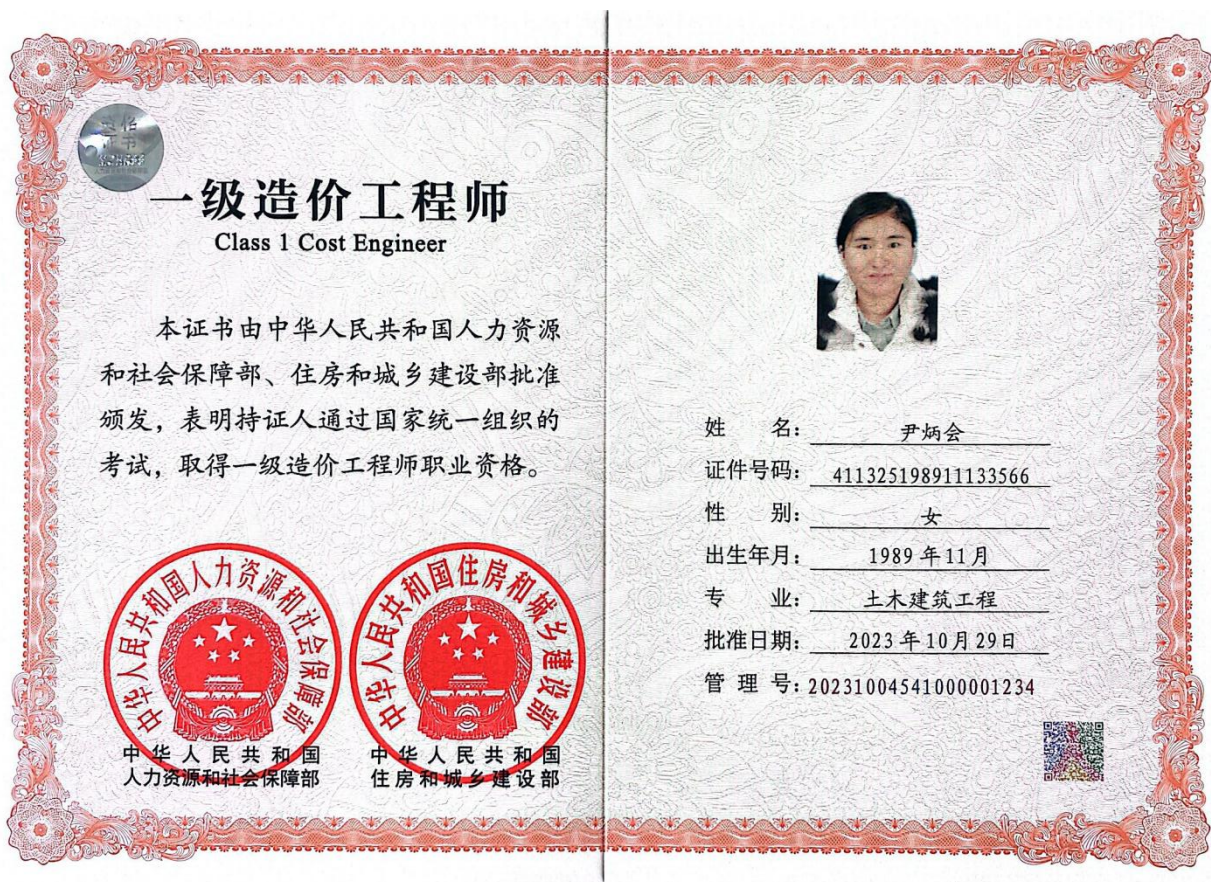 一级造价工程师
Class 1 Cost Engineer
本证书由中华人民共和国人力资源
和社会保障部、住房和城乡建设部批准
颁发，表明持证人通过国家统一组织的
考试，取得一级造价工程师职业资格。
中华人民共和国人力资源和社会保障部
中华人民共和国住房和城乡建设部
中华人民共和国
人力资源和社会保障部
中华人民共和国
住房和城乡建设部
姓 名：尹炳会
证件号码：411325198911133566
性 别：女
出生年月：1989年11月
专 业：土木建筑工程
批准日期：2023年10月29日
管 理 号：20231004541000001234